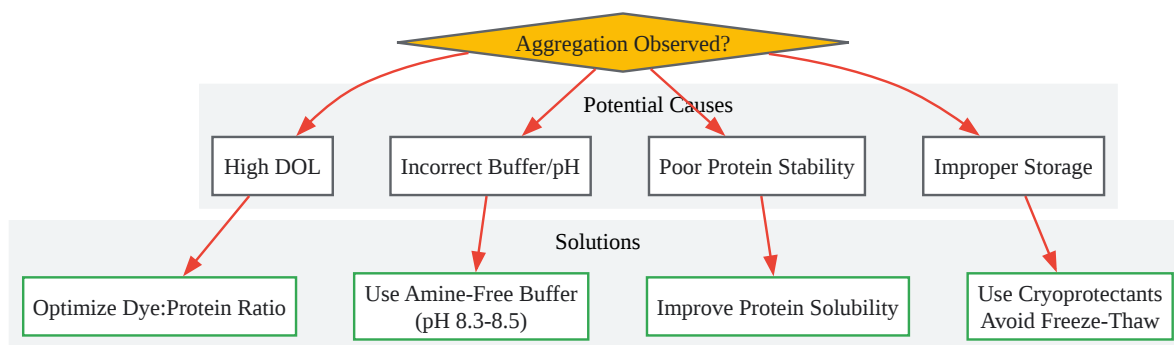 Aggregation Observed?
Potential Causes
High DOL
Incorrect Buffer/pH
Poor Protein Stability
Improper Storage
Solutions
Optimize Dye:Protein Ratio
Use Amine-Free Buffer
(pH 8.3-8.5)
Improve Protein Solubility
Use Cryoprotectants
Avoid Freeze-Thaw